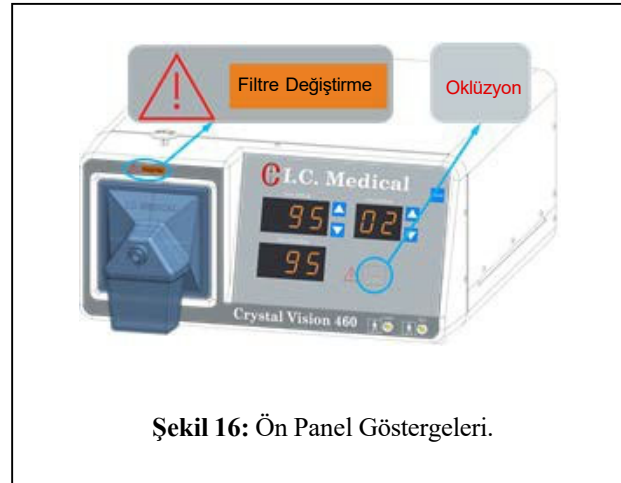 Filtre Değiştirme
Oklüzyon
I.C. Medical
95
02
95
Crystal Vision 460
Şekil 16: Ön Panel Göstergeleri.